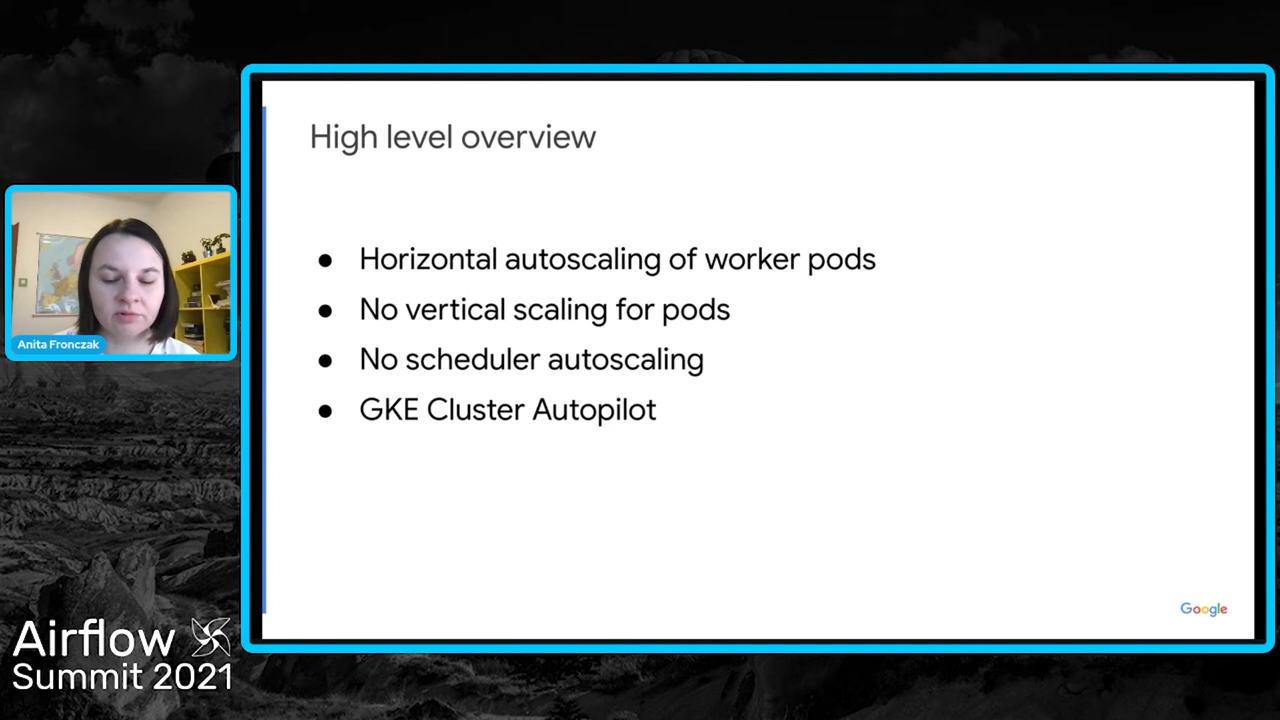 High level overview
● Horizontal autoscaling of worker pods
● No vertical scaling for pods
● No scheduler autoscaling
● GKE Cluster Autopilot
Google
Anita Fronczak
Airflow
Summit 2021